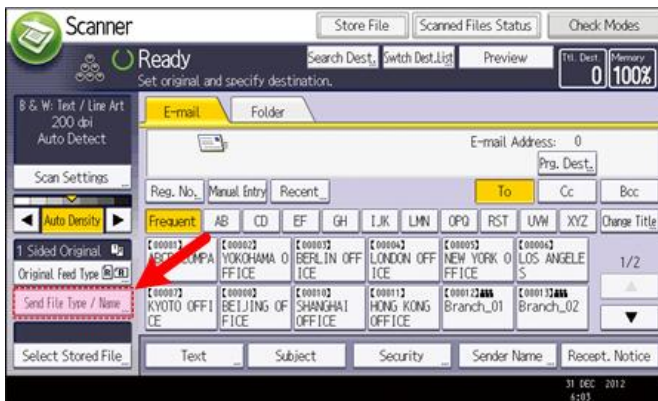 Scanner
Store File
Scanned Files Status
Check Modes
Ready
Search Dest.
Swtch Dest.List
Preview
Ttl. Dest.
0
Memory
100%
Set original and specify destination.
B & W: Text / Line Art
200 dpi
Auto Detect
Scan Settings
Auto Density
1 Sided Original
Original Feed Type
Send File Type / Name
Select Stored File
E-mail
Folder
E-mail Address: 0
Prg. Dest.
Reg. No.
Manual Entry
Recent
To
Cc
Bcc
Frequent
AB
CD
EF
GH
IJK
LMN
OPQ
RST
UVW
XYZ
Change Title
[00001]
ABCD COMPA
[00002]
YOKOHAMA O
FFICE
[00003]
BERLIN OFF
ICE
[00004]
LONDON OFF
ICE
[00005]
NEW YORK O
FFICE
[00006]
LOS ANGELE
S
1/2
[00007]
KYOTO OFFI
CE
[00008]
BEIJING OF
FICE
[00010]
SHANGHAI
OFFICE
[00011]
HONG KONG
OFFICE
[00012]
Branch_01
[00013]
Branch_02
Text
Subject
Security
Sender Name
Recept. Notice
31 DEC 2012
6:03